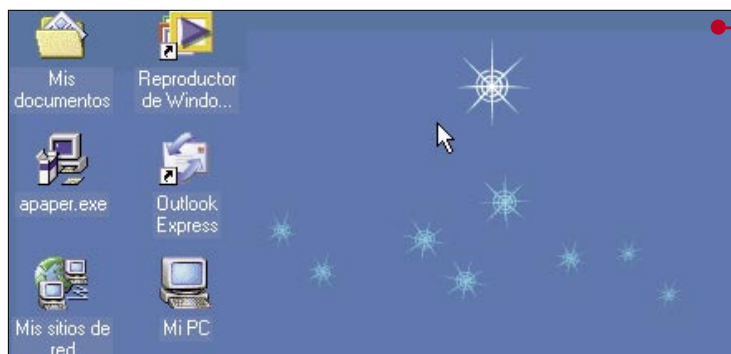 Mis
documentos
Reproductor
de Windo...
apaper.exe
Outlook
Express
Mis sitios de
red
Mi PC